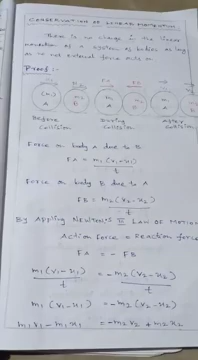 CONSERVATION OF LINEAR MOMENTUM
There is no change in the linear
momentum of a system of bodies as long
as no net external force acts on
Proof :-
m1 A
Before Collision
During Collision
After Collision
Force on body A due to B
FA = m1(v1-u1)/t
Force on body B due to A
FB = m2(v2-u2)/t
By Applying NEWTON'S III LAW OF MOTION
Action force = Reaction force
FA = - FB
m1(v1-u1)/t = -m2(v2-u2)/t
m1(v1-u1) = -m2(v2-u2)
m1v1-m1u1 = -m2v2+m2u2